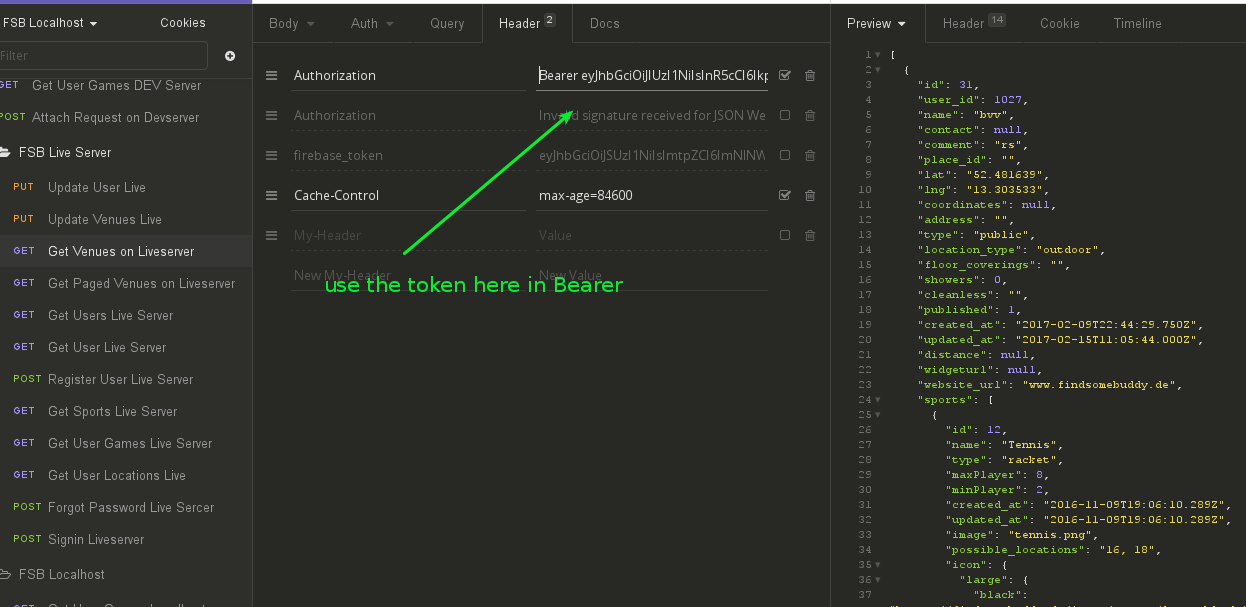 FSB Localhost
Cookies
Filter
GET Get User Games DEV Server
POST Attach Request on Devserver
FSB Live Server
PUT Update User Live
PUT Update Venues Live
GET Get Venues on Liveserver
GET Get Paged Venues on Liveserver
GET Get Users Live Server
GET Get User Live Server
POST Register User Live Server
GET Get Sports Live Server
GET Get User Games Live Server
GET Get User Locations Live
POST Forgot Password Live Sercer
POST Signin Liveserver
FSB Localhost
Body Auth Query Header 2 Docs
Authorization Bearer eyJhbGciOiJIUzI1NiIsInR5cCI6Ikp
Authorization Invalid signature received for JSON We
firebase_token eyJhbGciOiJSUzI1NiIsImtpZCI6ImNlNW
Cache-Control max-age=84600
My-Header Value
New My-Header New Value
use the token here in Bearer
Preview Header 14 Cookie Timeline
1 [
2 {
3 "id": 31,
4 "user_id": 1027,
5 "name": "bvv",
6 "contact": null,
7 "comment": "rs",
8 "place_id": "",
9 "lat": "52.481639",
10 "lng": "13.303533",
11 "coordinates": null,
12 "address": "",
13 "type": "public",
14 "location_type": "outdoor",
15 "floor_coverings": "",
16 "showers": 0,
17 "cleanless": "",
18 "published": 1,
19 "created_at": "2017-02-09T22:44:29.750Z",
20 "updated_at": "2017-02-15T11:05:44.000Z",
21 "distance": null,
22 "widgeturl": null,
23 "website_url": "www.findsomebuddy.de",
24 "sports": [
25 {
26 "id": 12,
27 "name": "Tennis",
28 "type": "racket",
29 "maxPlayer": 8,
30 "minPlayer": 2,
31 "created_at": "2016-11-09T19:06:10.289Z",
32 "updated_at": "2016-11-09T19:06:10.289Z",
33 "image": "tennis.png",
34 "possible_locations": "16, 18",
35 "icon": {
36 "large": {
37 "black":